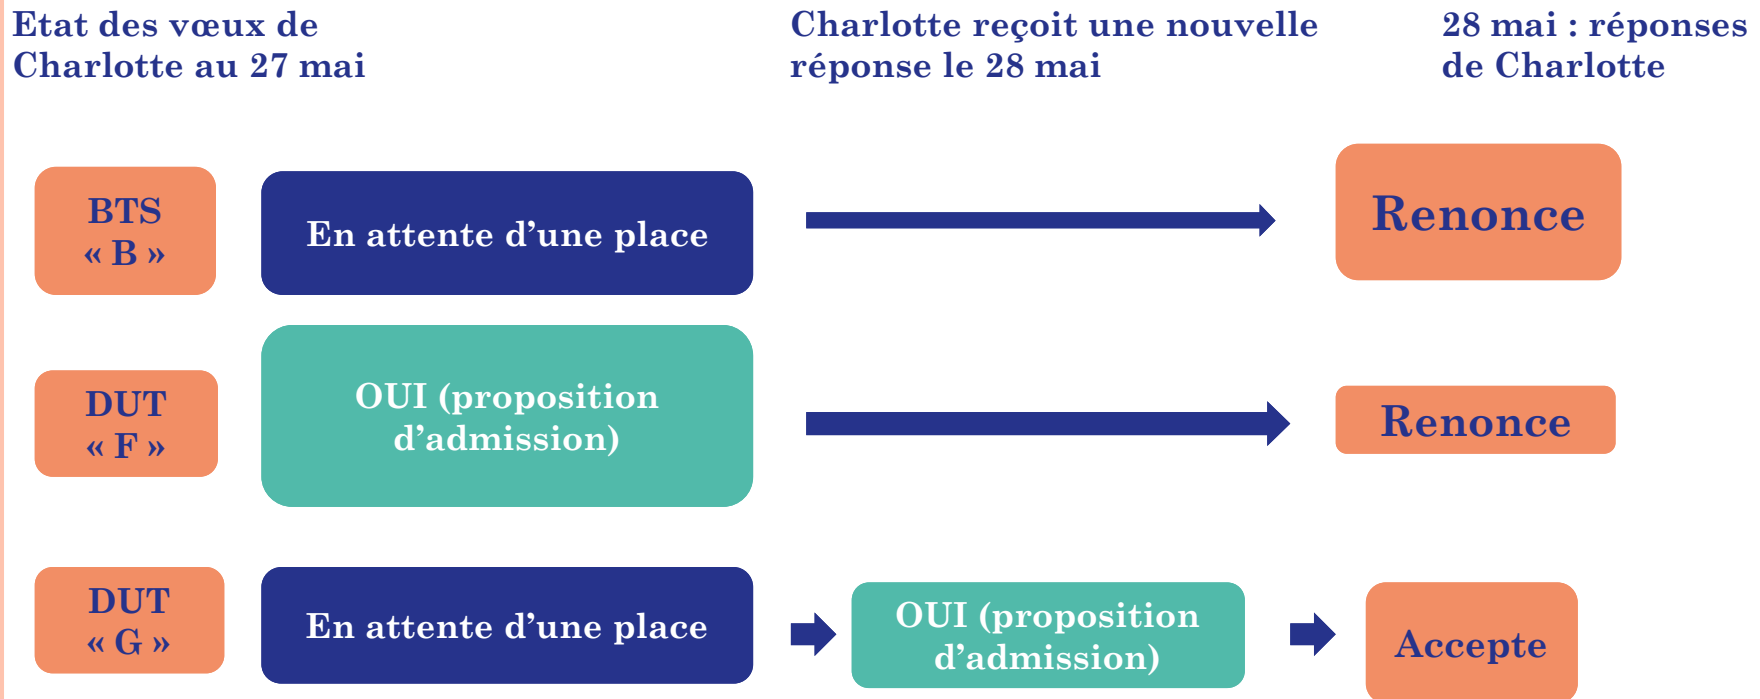 Etat des vœux de
Charlotte au 27 mai
Charlotte reçoit une nouvelle
réponse le 28 mai
28 mai : réponses
de Charlotte
BTS
« B »
En attente d’une place
Renonce
DUT
« F »
OUI (proposition
d’admission)
Renonce
DUT
« G »
En attente d’une place
OUI (proposition
d’admission)
Accepte